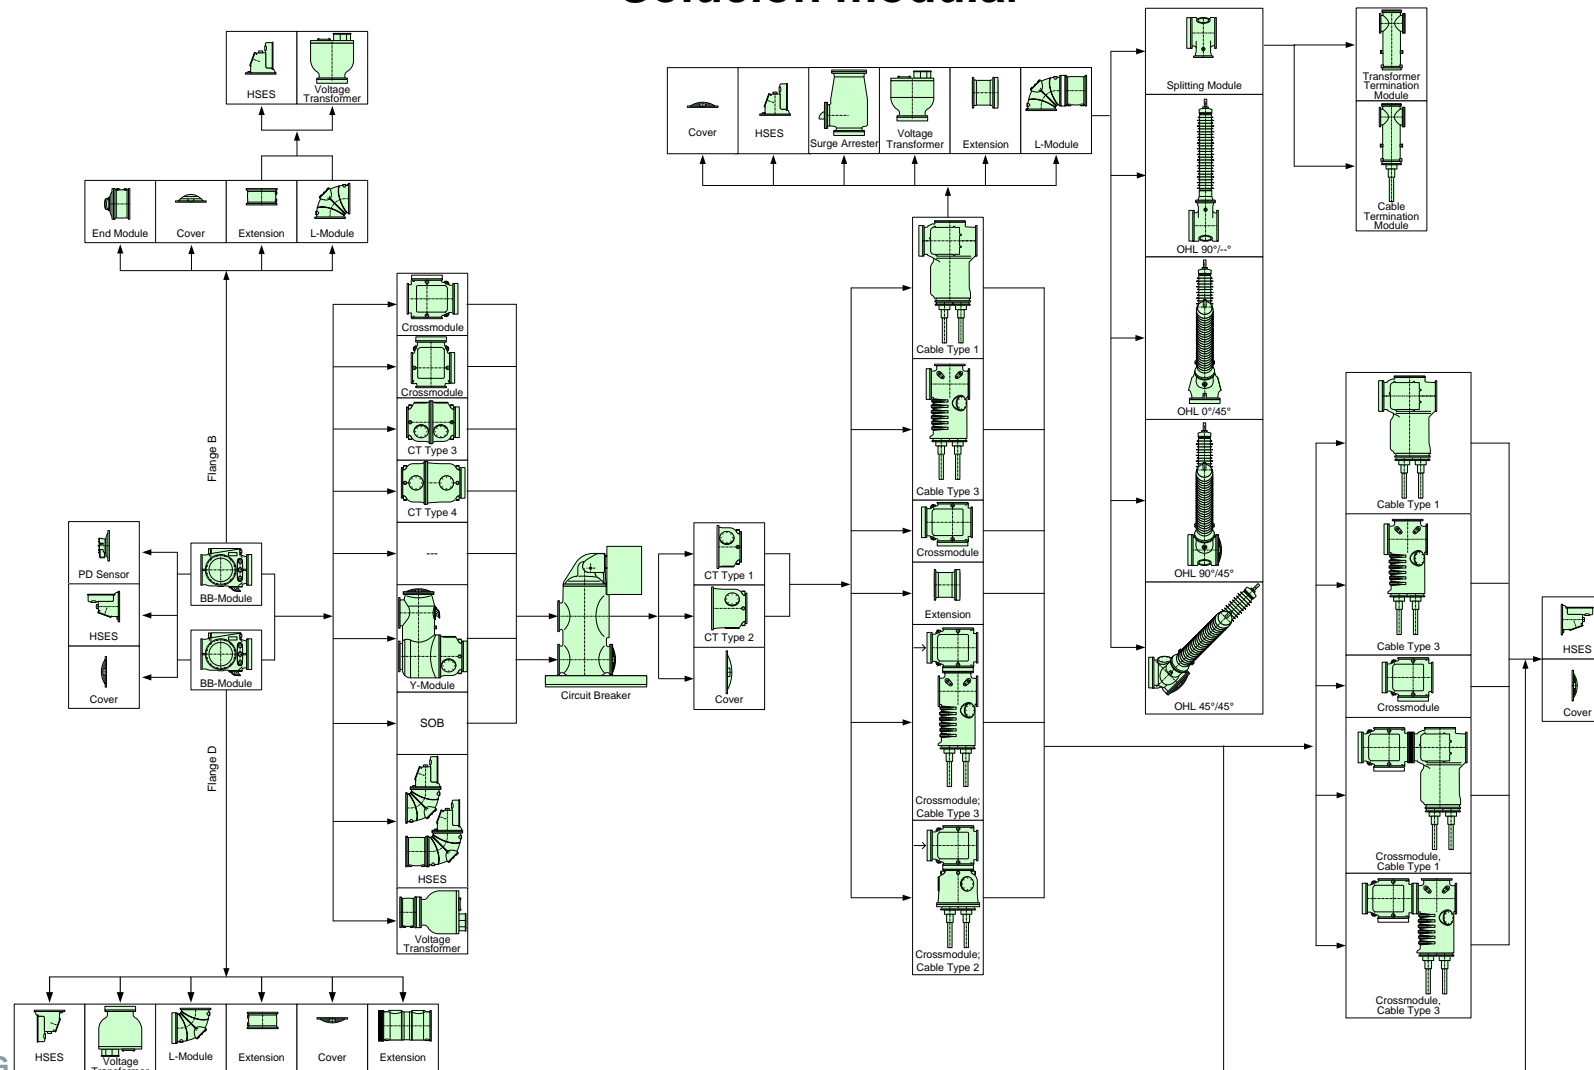 HSES
Voltage
Transformer
End Module
Cover
Extension
L-Module
Flange B
PD Sensor
HSES
Cover
BB-Module
BB-Module
Flange D
HSES
Voltage
L-Module
Extension
Cover
Extension
Crossmodule
Crossmodule
CT Type 3
CT Type 4
---
Y-Module
SOB
HSES
Voltage
Transformer
Circuit Breaker
CT Type 1
CT Type 2
Cover
Cover
HSES
Surge Arrester
Voltage
Transformer
Extension
L-Module
Cable Type 1
Cable Type 3
Crossmodule
Extension
Crossmodule;
Cable Type 3
Crossmodule;
Cable Type 2
Splitting Module
OHL 90°/--°
OHL 0°/45°
OHL 90°/45°
OHL 45°/45°
Transformer
Termination
Module
Cable
Termination
Module
Cable Type 1
Cable Type 3
Crossmodule
Crossmodule,
Cable Type 1
Crossmodule,
Cable Type 3
HSES
Cover